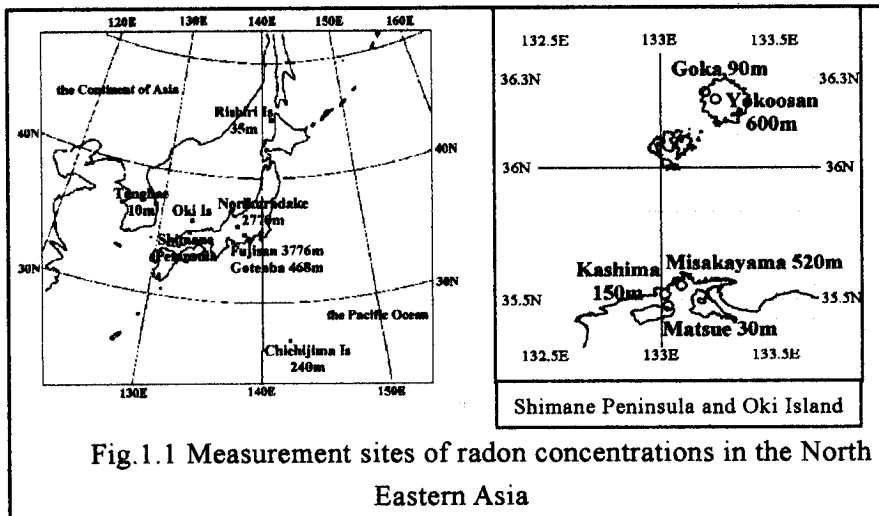 120E 130E 140E 150E 160E
the Continent of Asia
Rishiri Is
35m
40N
40N
Tanghae
10m
Oki Is
Norikuradake
2770m
Shimane
Peninsula
Fujisan 3776m
Gotenba 468m
30N
30N
the Pacific Ocean
Chichijima Is
240m
130E 140E 150E
132.5E 133E 133.5E
36.3N
36.3N
Goka 90m
Yokoosan
600m
36N
36N
Kashima
150m
Misakayama 520m
35.5N
35.5N
Matsue 30m
132.5E 133E 133.5E
Shimane Peninsula and Oki Island
Fig.1.1 Measurement sites of radon concentrations in the North
Eastern Asia